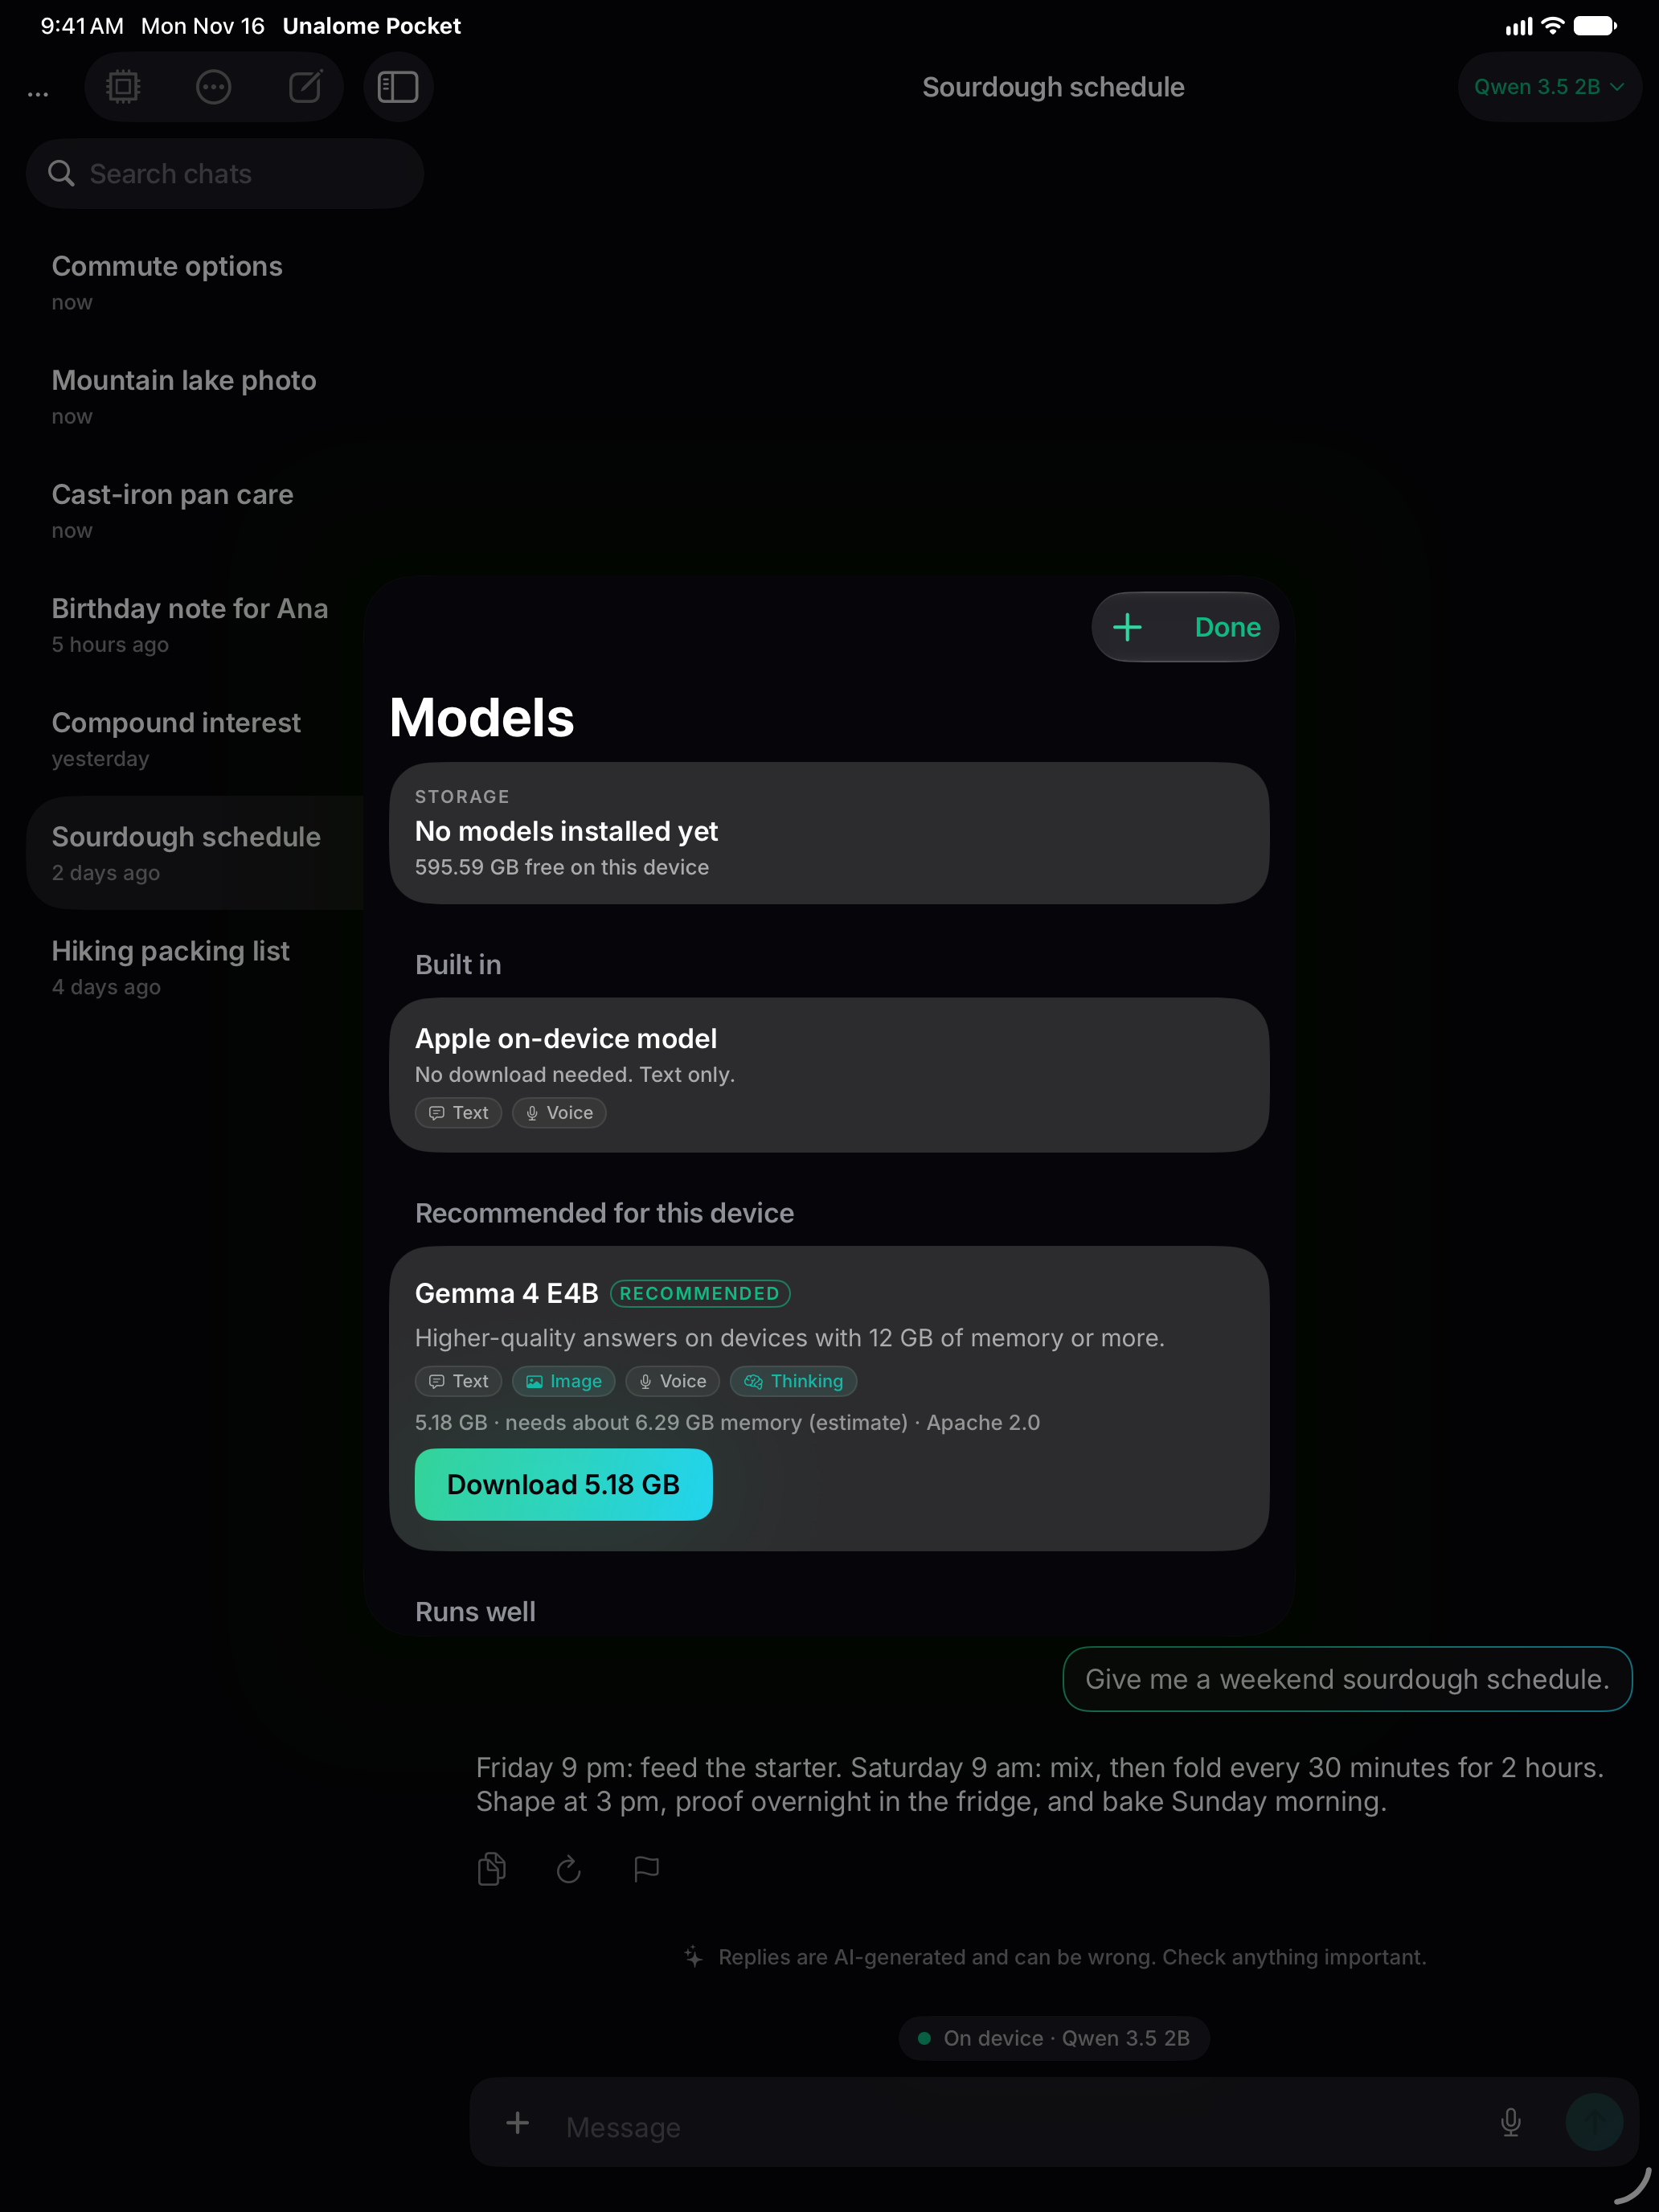 9:41 AM Mon Nov 16 Unalome Pocket
Sourdough schedule
Qwen 3.5 2B
Search chats
Commute options
now
Mountain lake photo
now
Cast-iron pan care
now
Birthday note for Ana
5 hours ago
Compound interest
yesterday
Sourdough schedule
2 days ago
Hiking packing list
4 days ago
Done
Models
STORAGE
No models installed yet
595.59 GB free on this device
Built in
Apple on-device model
No download needed. Text only.
Text Voice
Recommended for this device
Gemma 4 E4B RECOMMENDED
Higher-quality answers on devices with 12 GB of memory or more.
Text Image Voice Thinking
5.18 GB · needs about 6.29 GB memory (estimate) · Apache 2.0
Download 5.18 GB
Runs well
Give me a weekend sourdough schedule.
Friday 9 pm: feed the starter. Saturday 9 am: mix, then fold every 30 minutes for 2 hours.
Shape at 3 pm, proof overnight in the fridge, and bake Sunday morning.
Replies are AI-generated and can be wrong. Check anything important.
On device · Qwen 3.5 2B
Message